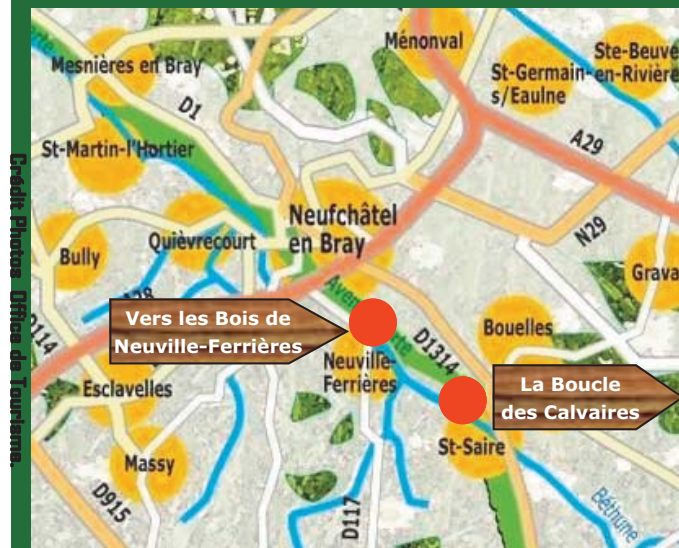 Crédit Photos Office de Tourisme.
Ménonval
Mesnières en Bray
St-Germain-
s/Eaulne
Ste-Beuve
en-Rivière
D1
A29
St-Martin-l'Hortier
Neufchâtel
en Bray
Quièvrecourt
Bully
N29
Grava
A28
D114
Vers les Bois de
Neuville-Ferrières
D1314
Bouelles
Neuville-
Ferrières
La Boucle
des Calvaires
Esclavelles
St-Saire
Massy
D915
D117
Béthune